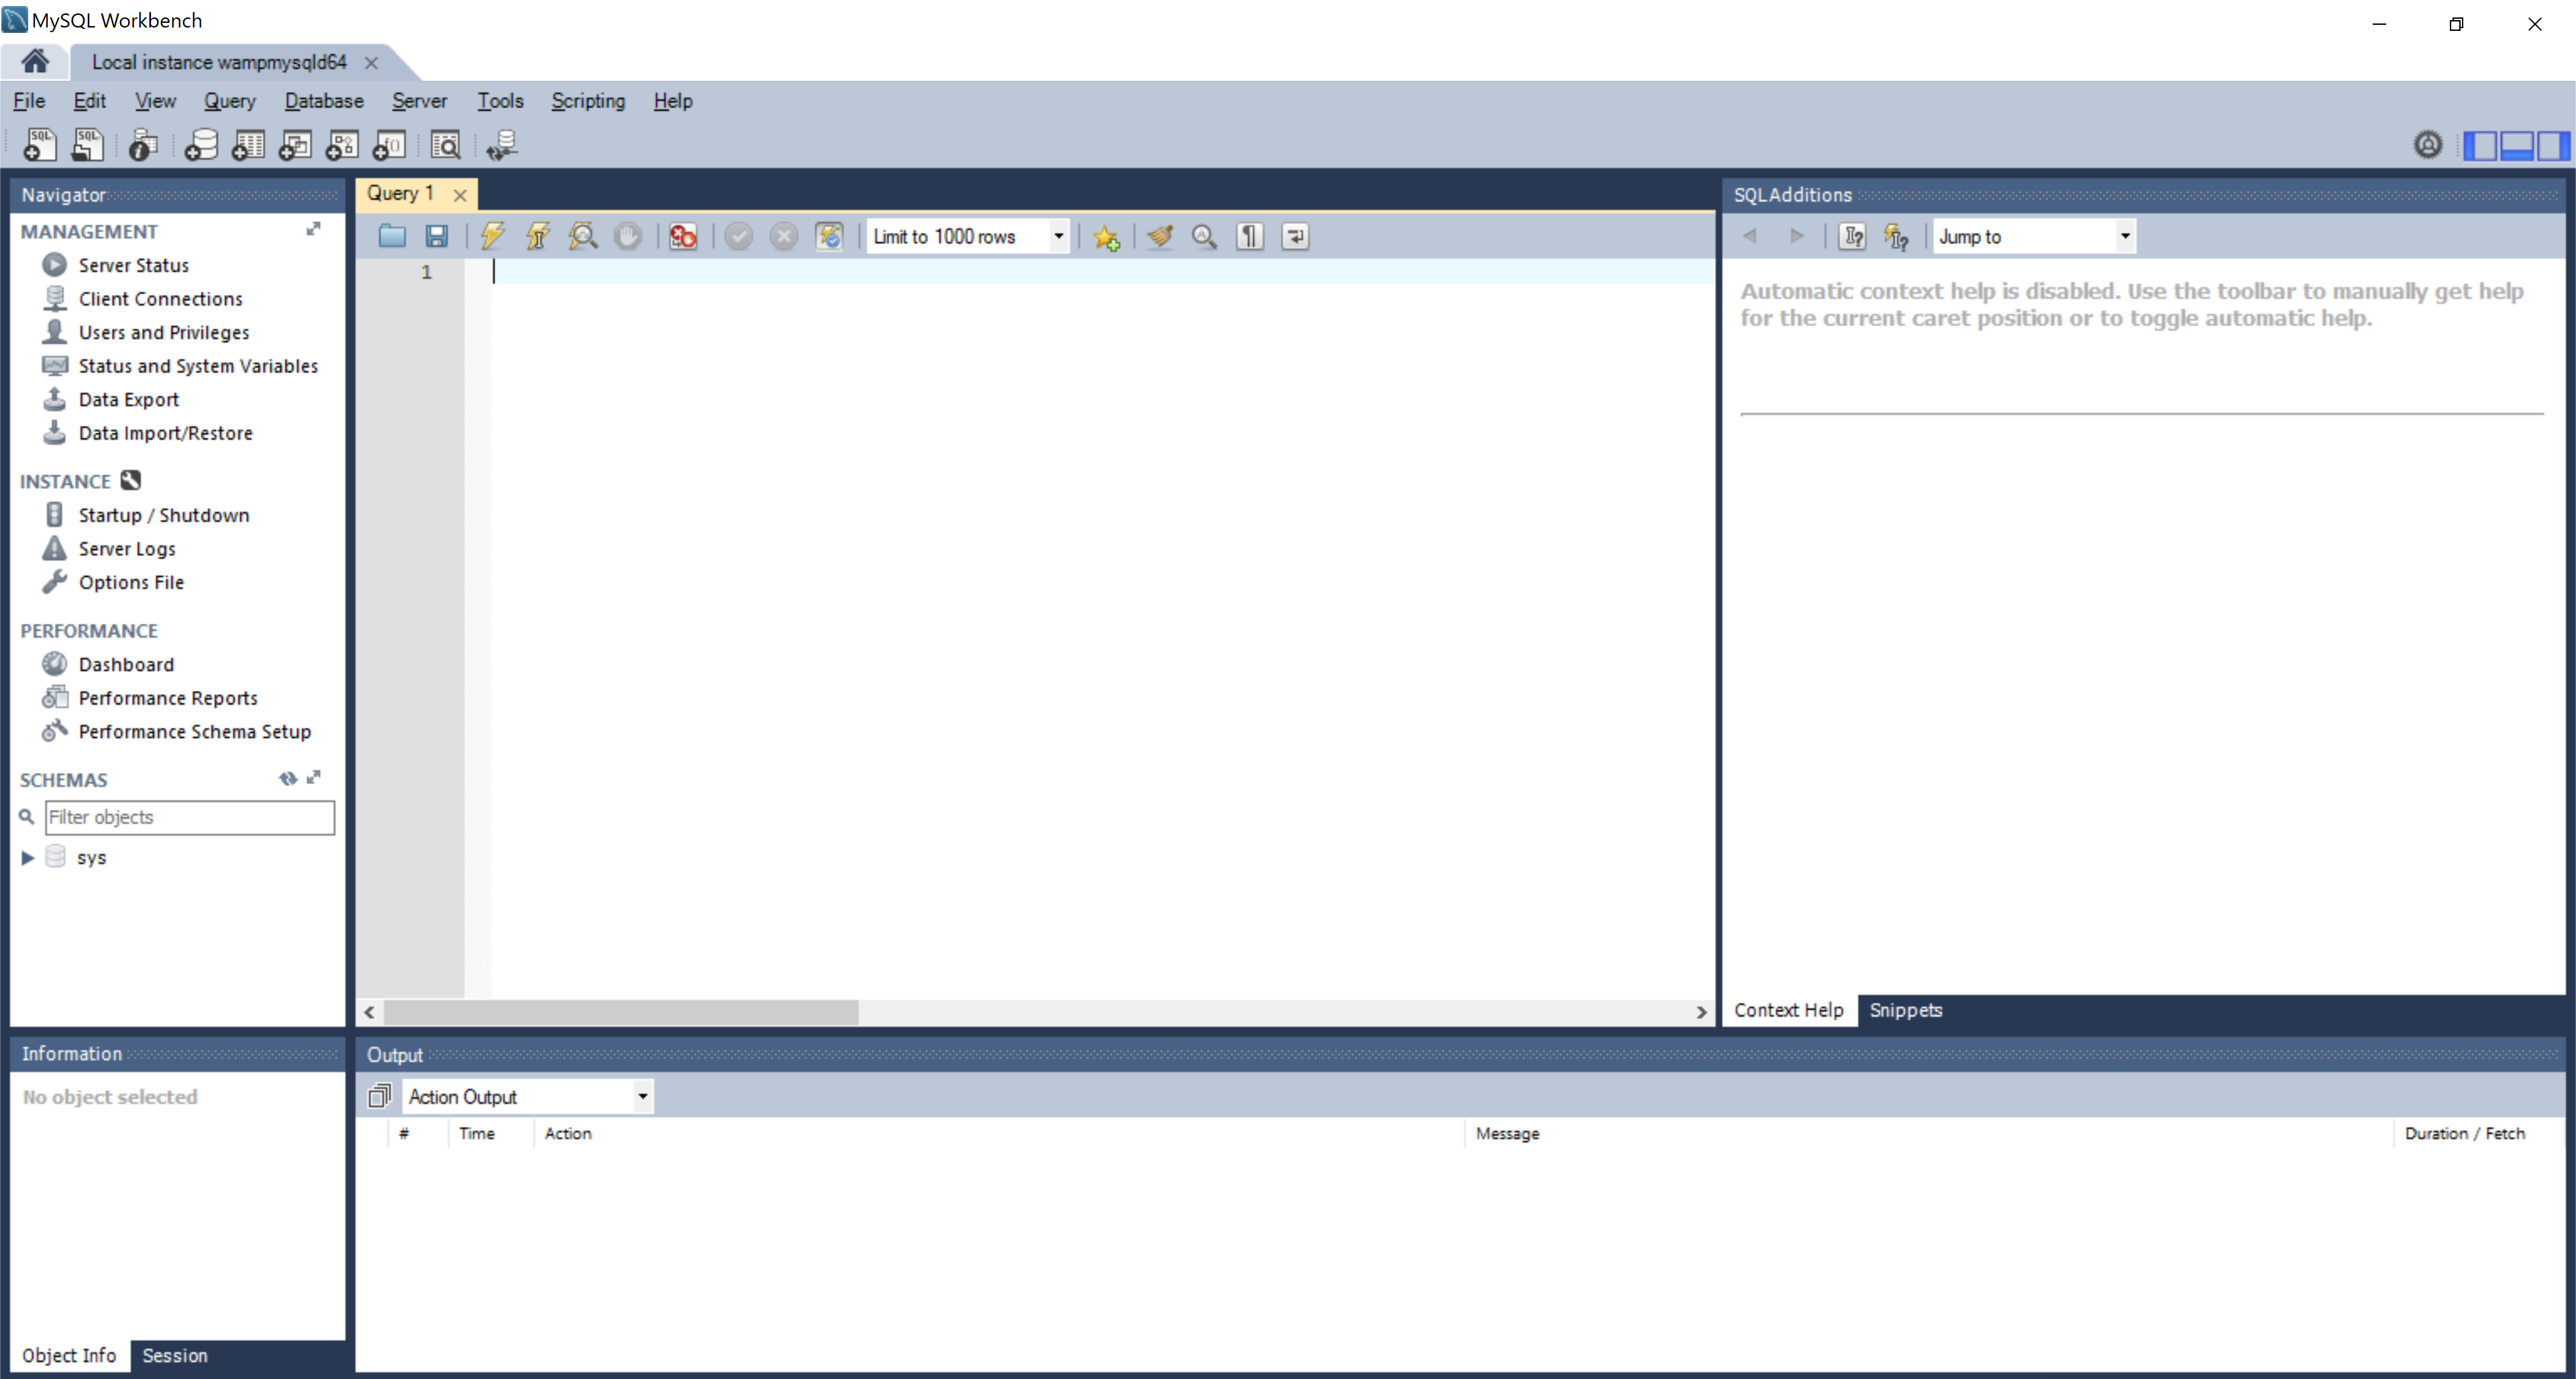 MySQL Workbench
Local instance wampmysqld64
File Edit View Query Database Server Tools Scripting Help
SQL SQL
Navigator
MANAGEMENT
Server Status
Client Connections
Users and Privileges
Status and System Variables
Data Export
Data Import/Restore
INSTANCE
Startup / Shutdown
Server Logs
Options File
PERFORMANCE
Dashboard
Performance Reports
Performance Schema Setup
SCHEMAS
Filter objects
sys
Query 1
Limit to 1000 rows
1
SQLAdditions
Jump to
Automatic context help is disabled. Use the toolbar to manually get help
for the current caret position or to toggle automatic help.
Context Help Snippets
Information
No object selected
Object Info Session
Output
Action Output
# Time Action Message Duration / Fetch